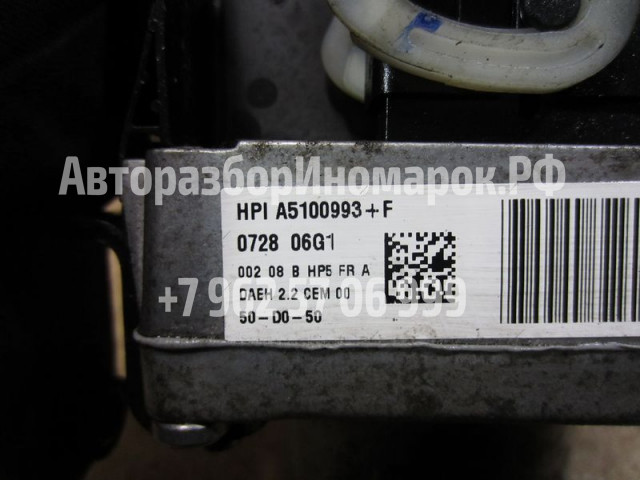 АвторазборИномарок.РФ
HPI A5100993+F
0728 06G1
002 08 B HP5 FR A
DAEH 2.2 CEM 00
50-D0-50